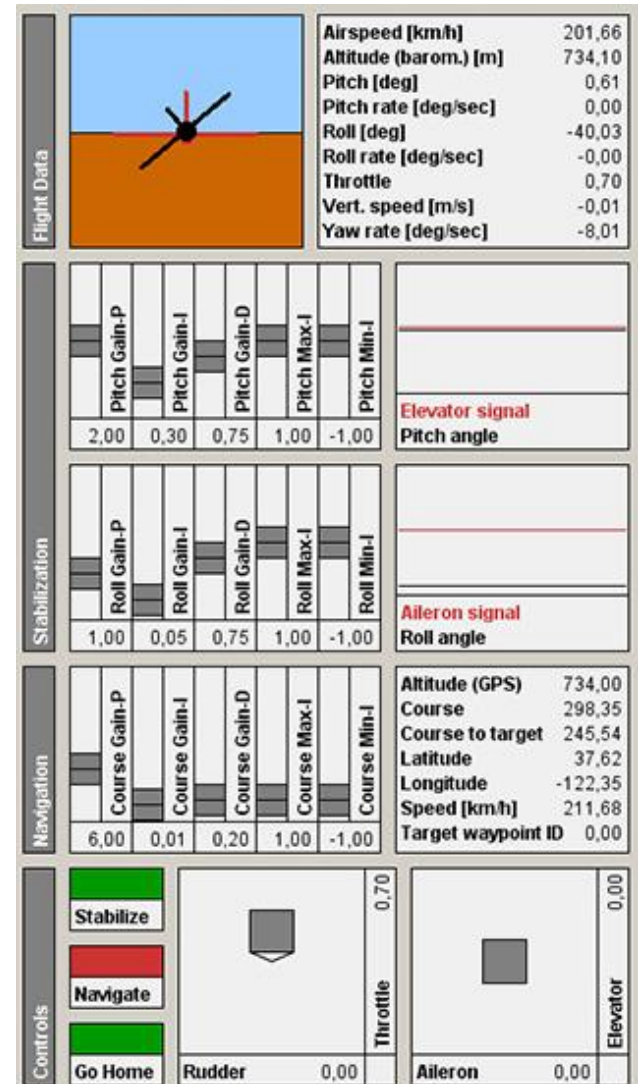 Flight Data
Airspeed [km/h] 201,66
Altitude (barom.) [m] 734,10
Pitch [deg] 0,61
Pitch rate [deg/sec] 0,00
Roll [deg] -40,03
Roll rate [deg/sec] -0,00
Throttle 0,70
Vert. speed [m/s] -0,01
Yaw rate [deg/sec] -8,01
Stabilization
Pitch Gain-P
Pitch Gain-I
Pitch Gain-D
Pitch Max-I
Pitch Min-I
2,00 0,30 0,75 1,00 -1,00
Elevator signal
Pitch angle
Roll Gain-P
Roll Gain-I
Roll Gain-D
Roll Max-I
Roll Min-I
1,00 0,05 0,75 1,00 -1,00
Aileron signal
Roll angle
Navigation
Course Gain-P
Course Gain-I
Course Gain-D
Course Max-I
Course Min-I
6,00 0,01 0,20 1,00 -1,00
Altitude (GPS) 734,00
Course 298,35
Course to target 245,54
Latitude 37,62
Longitude -122,35
Speed [km/h] 211,68
Target waypoint ID 0,00
Controls
Stabilize
Navigate
Go Home
Throttle 0,70
Rudder 0,00
Elevator 0,00
Aileron 0,00